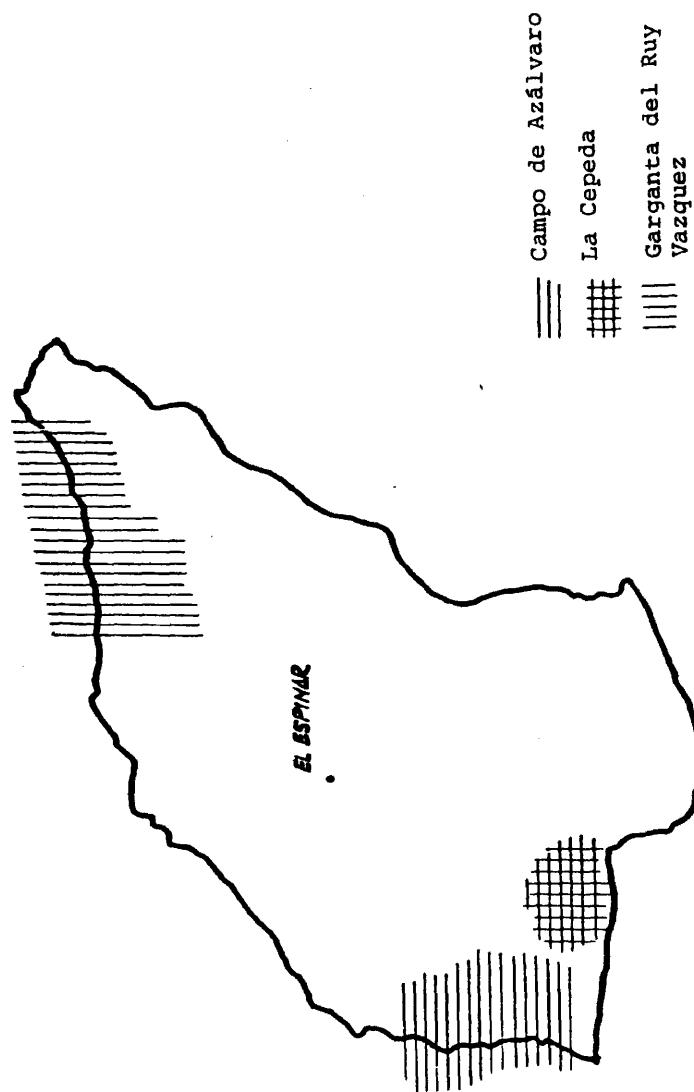 EL ESPINAR
Campo de Azálvaro
La Cepeda
Garganta del Ruy
Vazquez